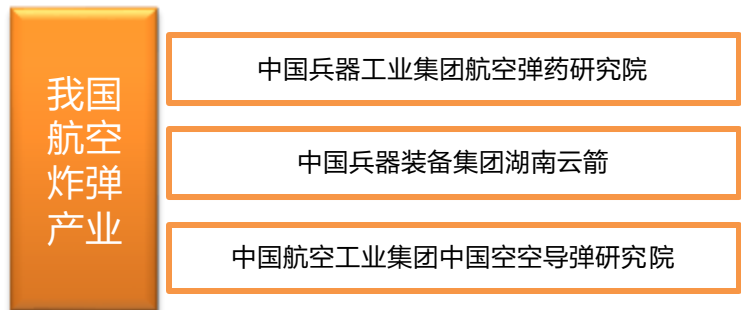 我国
航空
炸弹
产业
中国兵器工业集团航空弹药研究院
中国兵器装备集团湖南云箭
中国航空工业集团中国空空导弹研究院